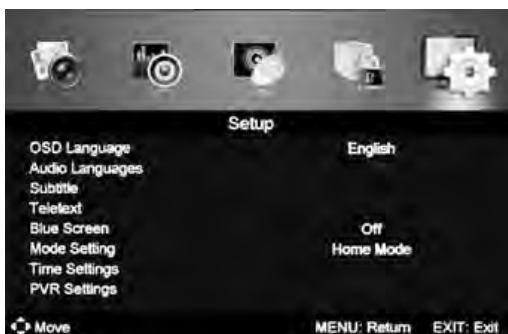 Setup
OSD Language English
Audio Languages
Subtitle
Teletext
Blue Screen Off
Mode Setting Home Mode
Time Settings
PVR Settings
Move MENU: Return EXIT: Exit